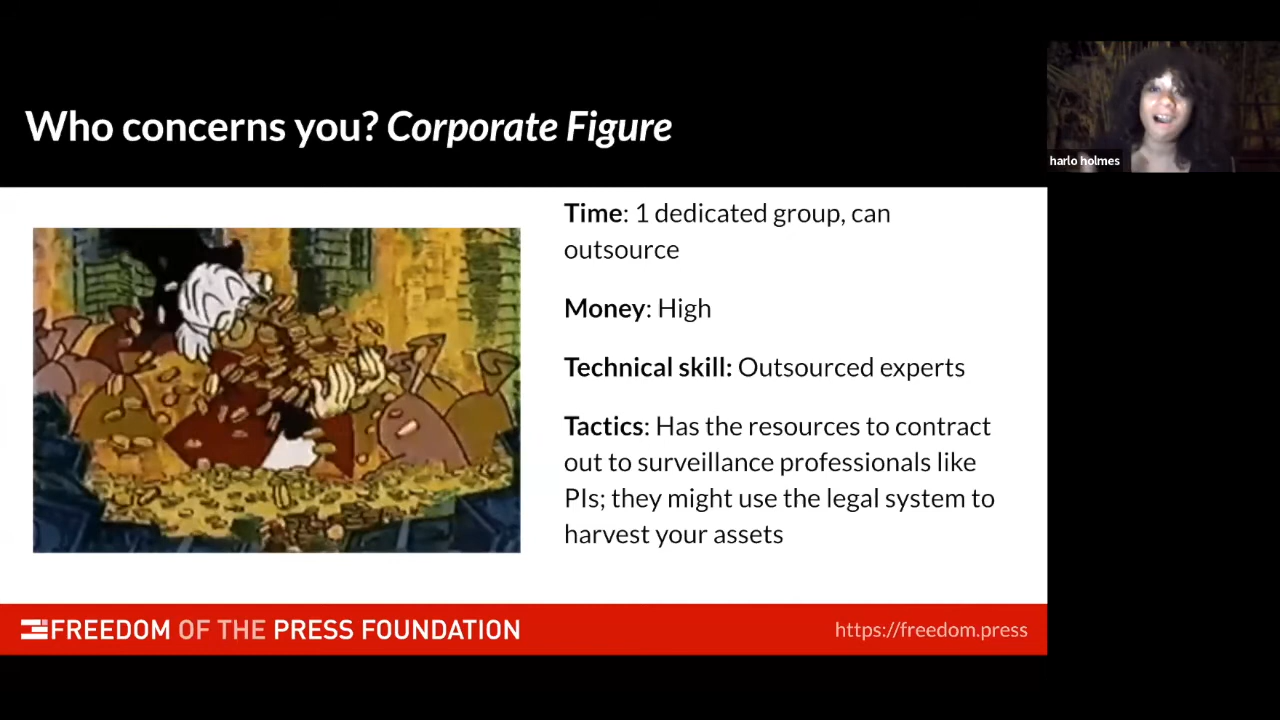 Who concerns you? Corporate Figure
harlo holmes
Time: 1 dedicated group, can
outsource
Money: High
Technical skill: Outsourced experts
Tactics: Has the resources to contract
out to surveillance professionals like
PIs; they might use the legal system to
harvest your assets
FREEDOM OF THE PRESS FOUNDATION
https://freedom.press